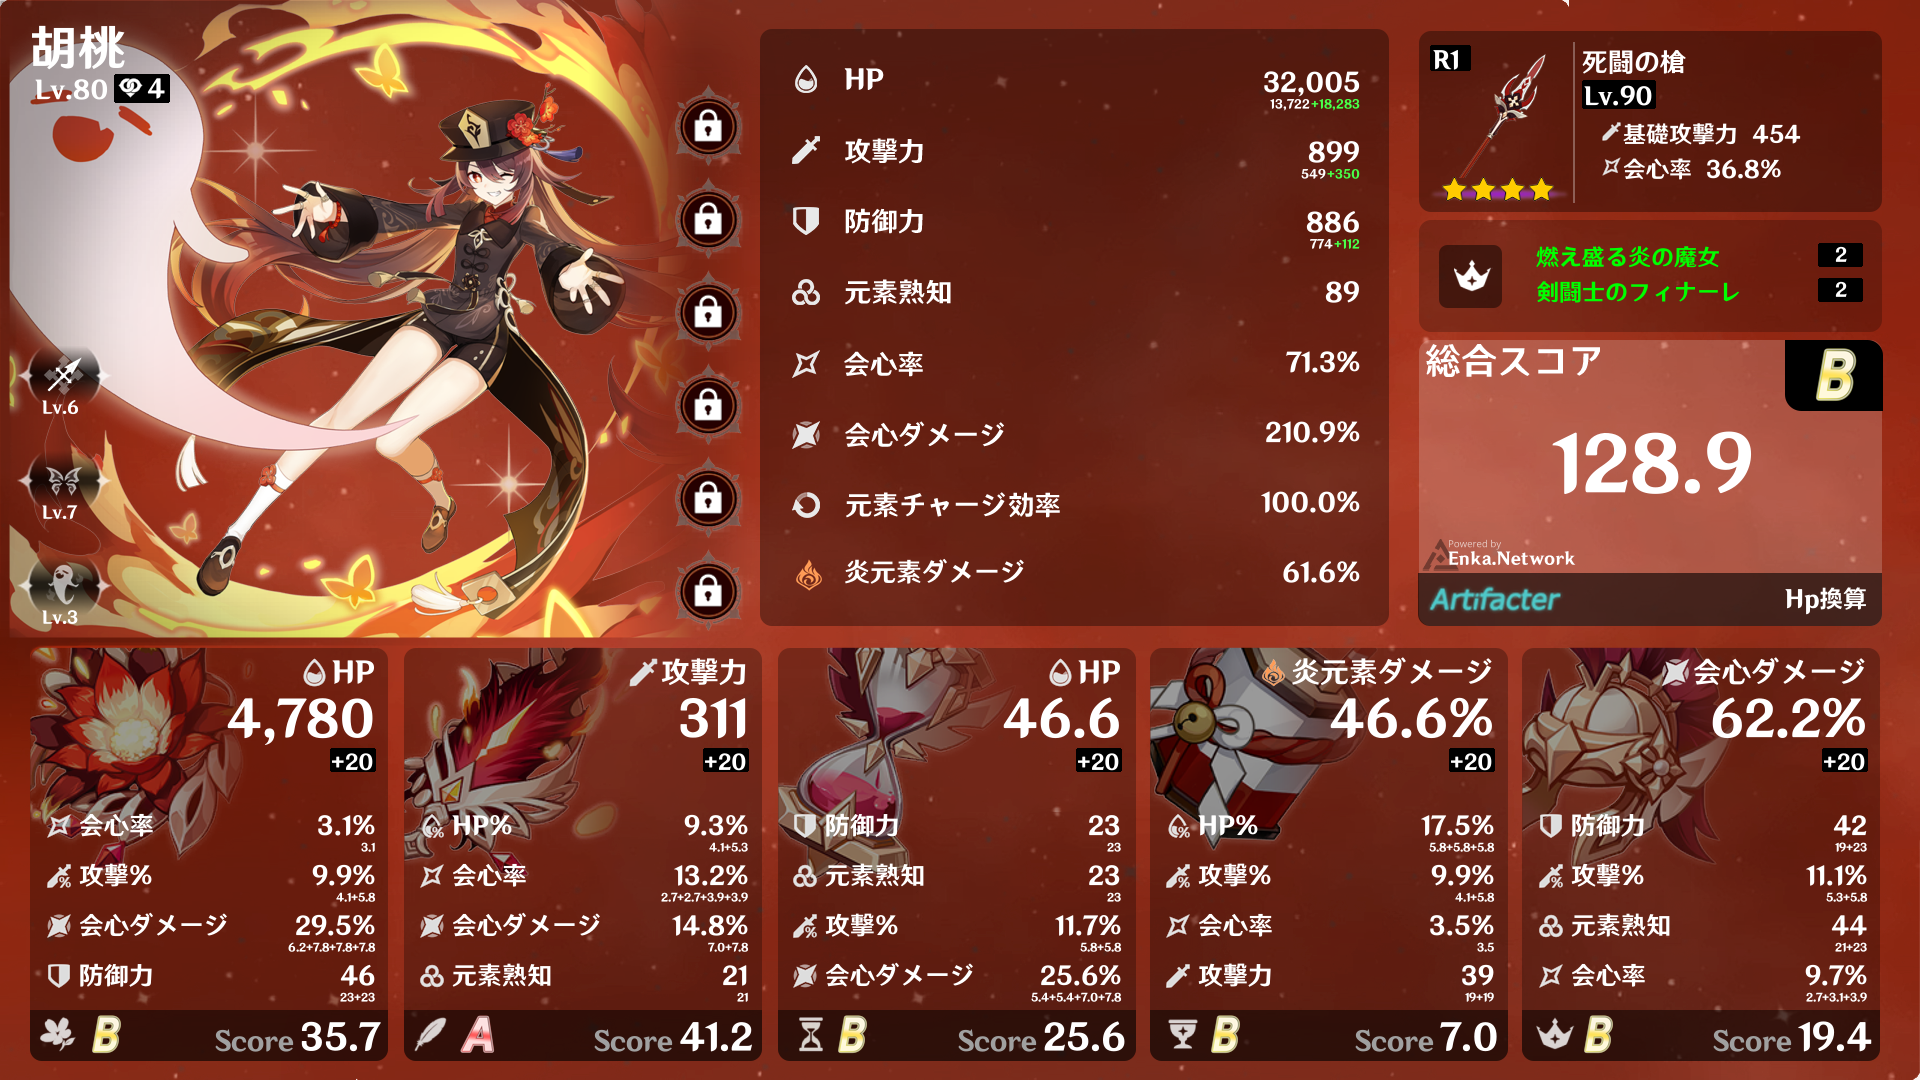 胡桃
Lv.80 4
Lv.6
Lv.7
Lv.3
HP 32,005
13,722+18,283
攻撃力 899
549+350
防御力 886
774+112
元素熟知 89
会心率 71.3%
会心ダメージ 210.9%
元素チャージ効率 100.0%
炎元素ダメージ 61.6%
R1
死闘の槍
Lv.90
基礎攻撃力 454
会心率 36.8%
燃え盛る炎の魔女 2
剣闘士のフィナーレ 2
総合スコア B
128.9
Powered by
Enka.Network
Artifacter Hp換算
HP
4,780
+20
会心率 3.1%
3.1
攻撃% 9.9%
4.1+5.8
会心ダメージ 29.5%
6.2+7.8+7.8+7.8
防御力 46
23+23
B Score 35.7
攻撃力
311
+20
HP% 9.3%
4.1+5.3
会心率 13.2%
2.7+2.7+3.9+3.9
会心ダメージ 14.8%
7.0+7.8
元素熟知 21
21
A Score 41.2
HP
46.6
+20
防御力 23
23
元素熟知 23
23
攻撃% 11.7%
5.8+5.8
会心ダメージ 25.6%
5.4+5.4+7.0+7.8
B Score 25.6
炎元素ダメージ
46.6%
+20
HP% 17.5%
5.8+5.8+5.8
攻撃% 9.9%
4.1+5.8
会心率 3.5%
3.5
攻撃力 39
19+19
B Score 7.0
会心ダメージ
62.2%
+20
防御力 42
19+23
攻撃% 11.1%
5.3+5.8
元素熟知 44
21+23
会心率 9.7%
2.7+3.1+3.9
B Score 19.4